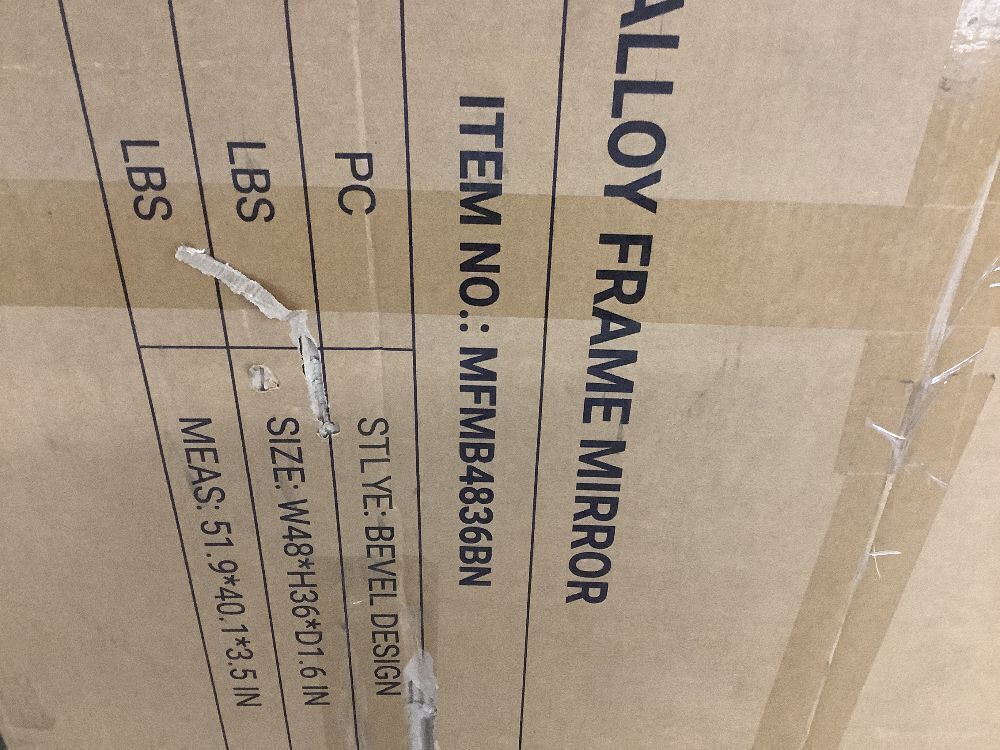 ALLOY FRAME MIRROR
ITEM NO.: MFMB4836BN
PC STLYE: BEVEL DESIGN
LBS SIZE: W48*H36*D1.6 IN
LBS MEAS: 51.9*40.1*3.5 IN